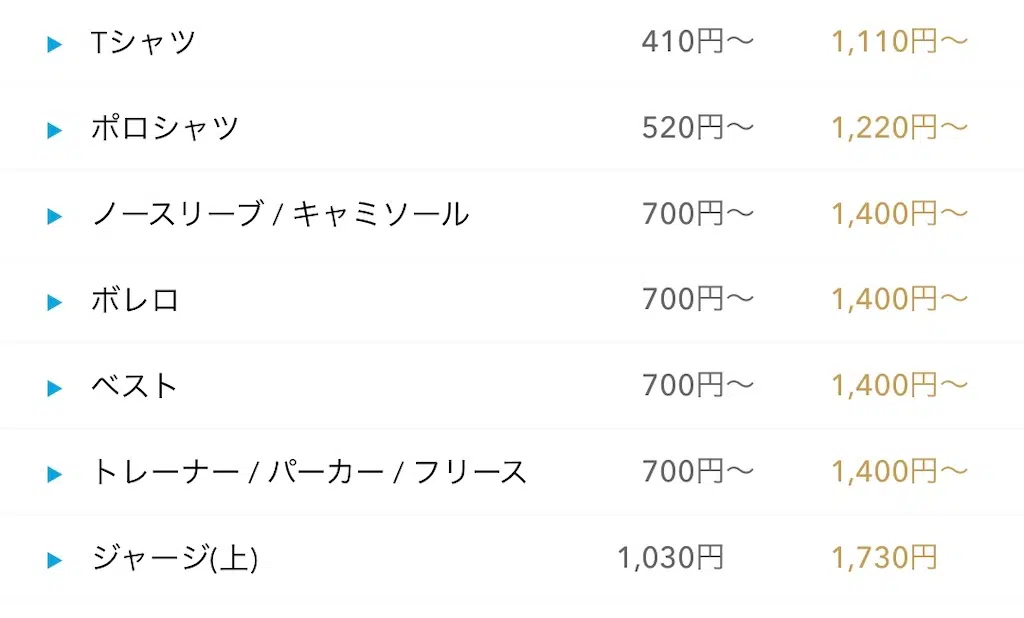 ▶ Tシャツ 410円〜 1,110円〜
▶ ポロシャツ 520円〜 1,220円〜
▶ ノースリーブ / キャミソール 700円〜 1,400円〜
▶ ボレロ 700円〜 1,400円〜
▶ ベスト 700円〜 1,400円〜
▶ トレーナー / パーカー / フリース 700円〜 1,400円〜
▶ ジャージ(上) 1,030円 1,730円